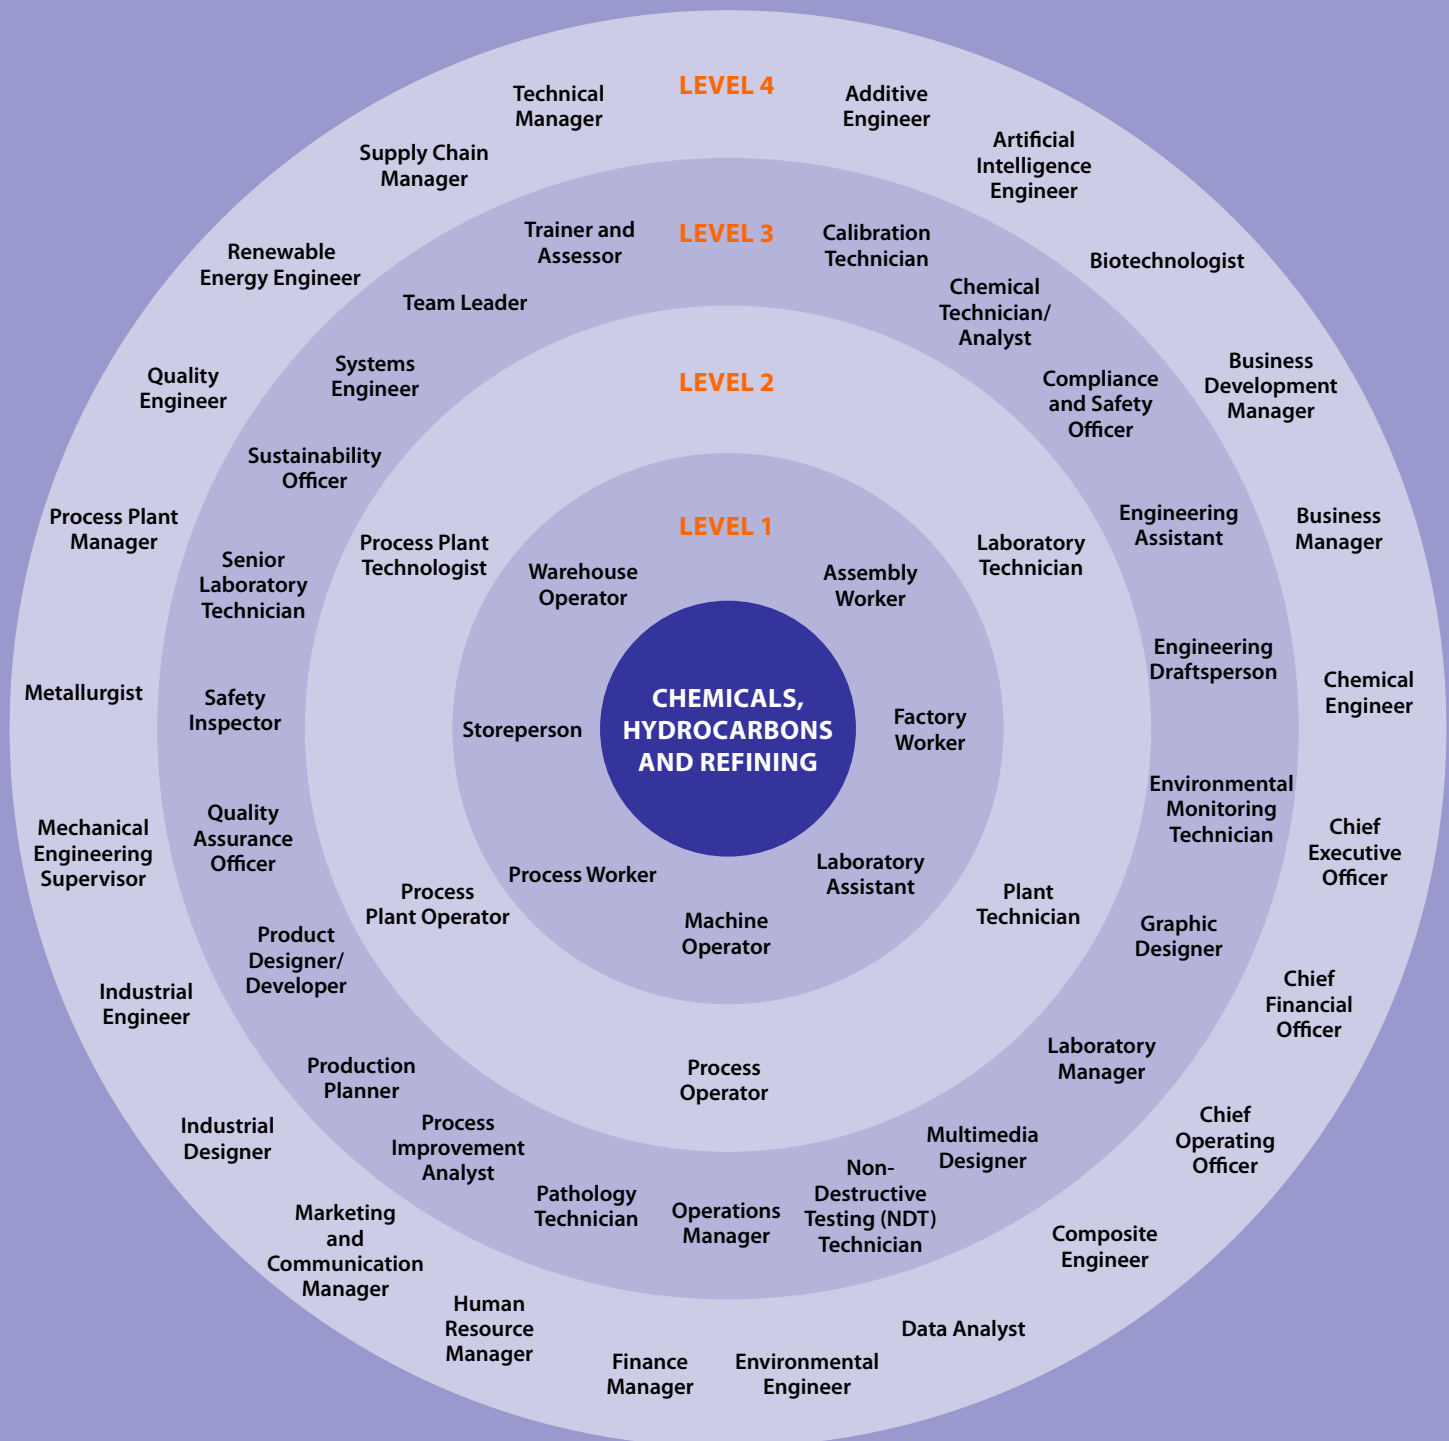 LEVEL 4
Additive
Engineer
Artificial
Intelligence
Engineer
Biotechnologist
Business
Development
Manager
Business
Manager
Chemical
Engineer
Chief
Executive
Officer
Chief
Financial
Officer
Chief
Operating
Officer
Composite
Engineer
Data Analyst
Environmental
Engineer
Finance
Manager
Human
Resource
Manager
Marketing
and
Communication
Manager
Industrial
Designer
Industrial
Engineer
Mechanical
Engineering
Supervisor
Metallurgist
Process Plant
Manager
Quality
Engineer
Renewable
Energy Engineer
Supply Chain
Manager
Technical
Manager
LEVEL 3
Calibration
Technician
Chemical
Technician/
Analyst
Compliance
and Safety
Officer
Engineering
Assistant
Engineering
Draftsperson
Environmental
Monitoring
Technician
Graphic
Designer
Laboratory
Manager
Multimedia
Designer
Non-
Destructive
Testing (NDT)
Technician
Operations
Manager
Pathology
Technician
Process
Improvement
Analyst
Production
Planner
Product
Designer/
Developer
Quality
Assurance
Officer
Safety
Inspector
Senior
Laboratory
Technician
Sustainability
Officer
Systems
Engineer
Team Leader
Trainer and
Assessor
LEVEL 2
Laboratory
Technician
Plant
Technician
Process
Operator
Process
Plant Operator
Process Plant
Technologist
LEVEL 1
Assembly
Worker
Factory
Worker
Laboratory
Assistant
Machine
Operator
Process Worker
Storeperson
Warehouse
Operator
CHEMICALS,
HYDROCARBONS
AND REFINING